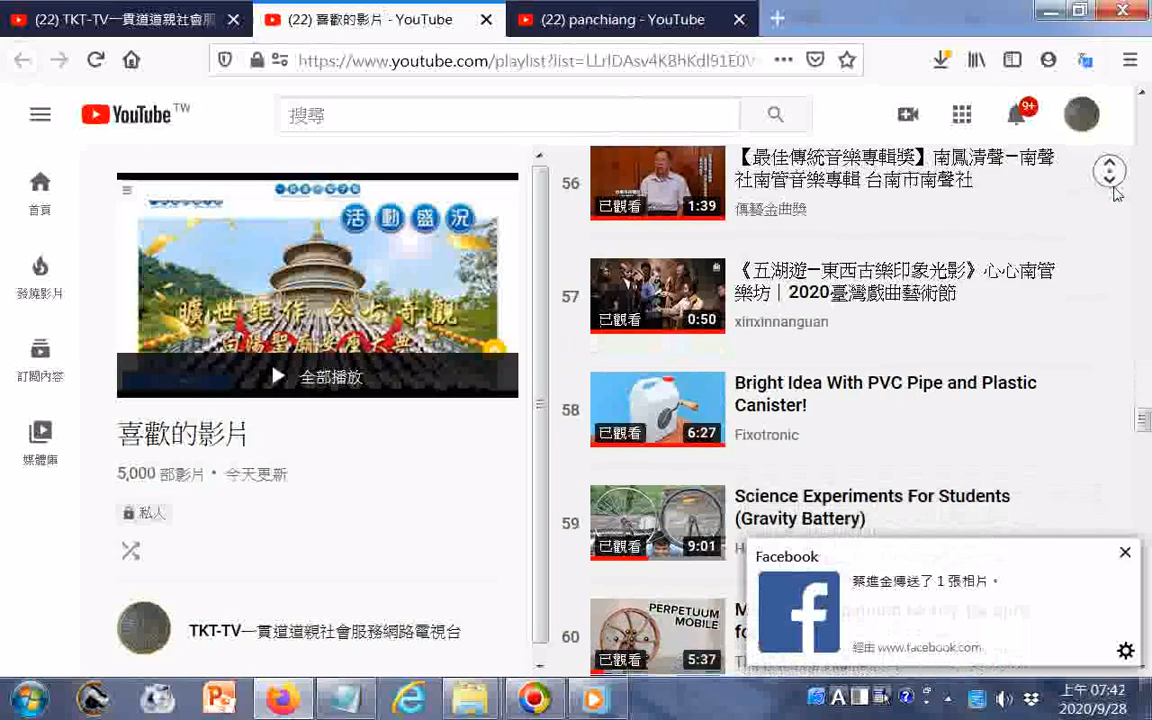 (22) TKT-TV一貫道道親社會服
(22) 喜歡的影片 - YouTube
(22) panchiang - YouTube
https://www.youtube.com/playlist?list=
YouTube TW
搜尋
9+
首頁
發燒影片
訂閱內容
媒體庫
活動盛況
曠世鉅作 今古奇觀
全部播放
喜歡的影片
5,000 部影片・ 今天更新
私人
TKT-TV一貫道道親社會服務網路電視台
56
已觀看
1:39
【最佳傳統音樂專輯獎】南鳳清聲—南聲
社南管音樂專輯 台南市南聲社
傳藝金曲獎
57
已觀看
0:50
《五湖遊—東西古樂印象光影》心心南管
樂坊｜2020臺灣戲曲藝術節
xinxinnanguan
58
已觀看
6:27
Bright Idea With PVC Pipe and Plastic
Canister!
Fixotronic
59
已觀看
9:01
Science Experiments For Students
(Gravity Battery)
60
PERPETUUM
MOBILE
已觀看
5:37
Facebook
蔡進金傳送了 1 張相片。
經由 www.facebook.com
上午 07:42
2020/9/28